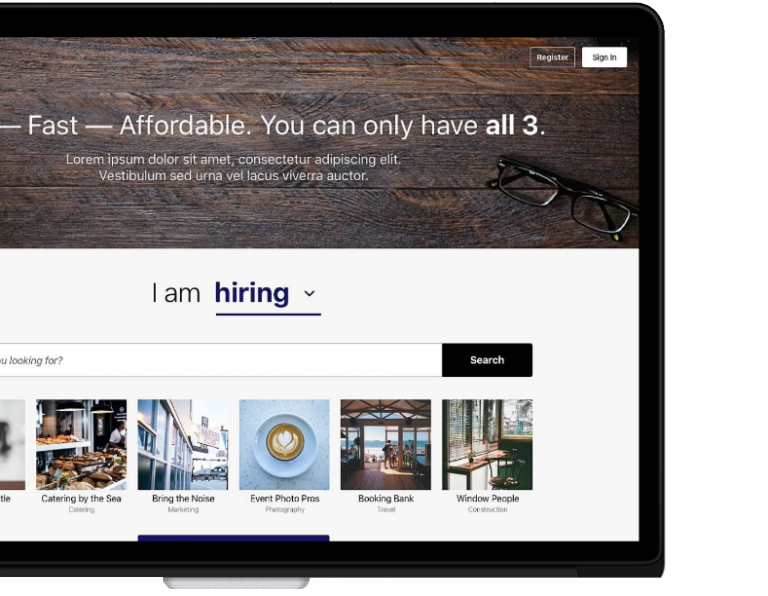 Register Sign In
— Fast — Affordable. You can only have all 3.
Lorem ipsum dolor sit amet, consectetur adipiscing elit.
Vestibulum sed urna vel lacus viverra auctor.
I am hiring
looking for?
Search
Catering by the Sea
Catering
Bring the Noise
Marketing
Event Photo Pros
Photography
Booking Bank
Travel
Window People
Construction